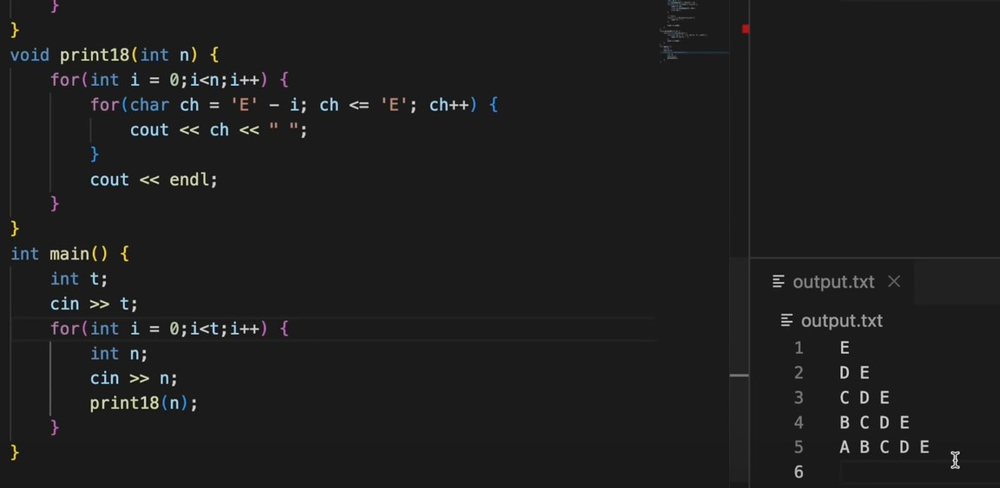 }
}
void print18(int n) {
for(int i = 0;i<n;i++) {
for(char ch = 'E' - i; ch <= 'E'; ch++) {
cout << ch << " ";
}
cout << endl;
}
}
int main() {
int t;
cin >> t;
for(int i = 0;i<t;i++) {
int n;
cin >> n;
print18(n);
}
}
output.txt
output.txt
1 E
2 D E
3 C D E
4 B C D E
5 A B C D E
6